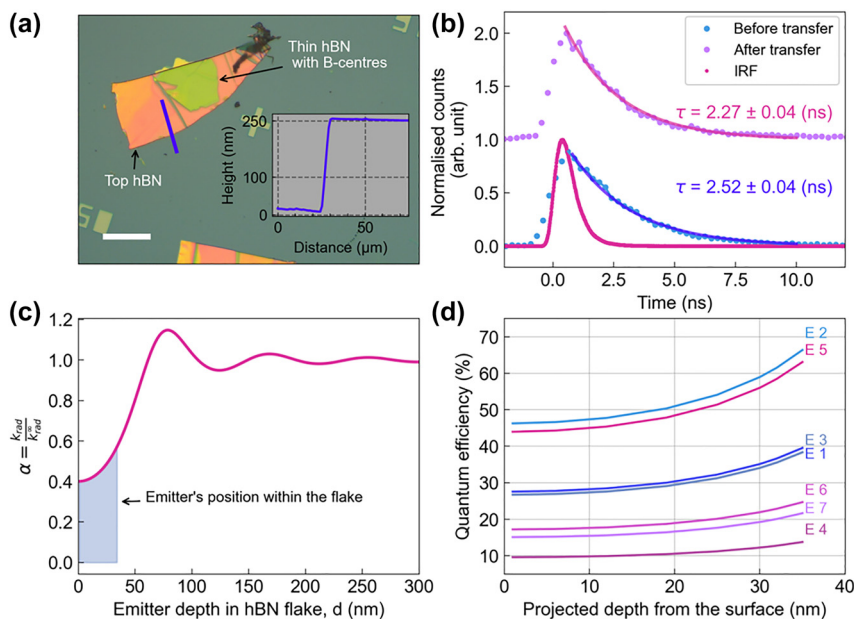 (a)
Thin hBN
with B-centres
Top hBN
Height (nm)
250
100
0
0
50
Distance (µm)
(b)
Normalised counts
(arb. unit)
2.0
1.5
1.0
0.5
0.0
Before transfer
After transfer
IRF
τ = 2.27 ± 0.04 (ns)
τ = 2.52 ± 0.04 (ns)
0.0 2.5 5.0 7.5 10.0
Time (ns)
(c)
α = k_rad / k_rad^∞
1.2
1.0
0.8
0.6
0.4
0.2
0.0
Emitter's position within the flake
0 50 100 150 200 250 300
Emitter depth in hBN flake, d (nm)
(d)
Quantum efficiency (%)
70
60
50
40
30
20
10
E 2
E 5
E 3
E 1
E 6
E 7
E 4
0 10 20 30 40
Projected depth from the surface (nm)